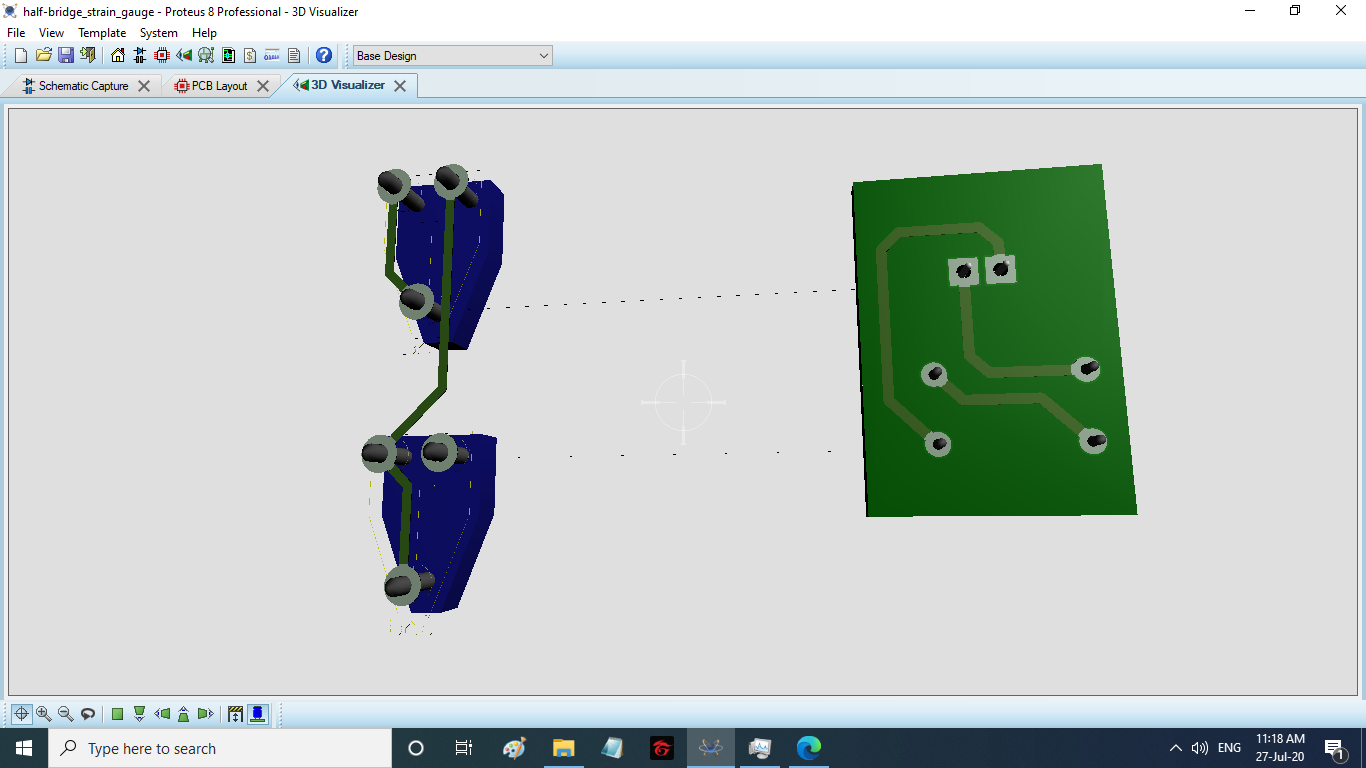 half-bridge_strain_gauge - Proteus 8 Professional - 3D Visualizer
File View Template System Help
Base Design
Schematic Capture PCB Layout 3D Visualizer
Type here to search
ENG
11:18 AM
27-Jul-20
1